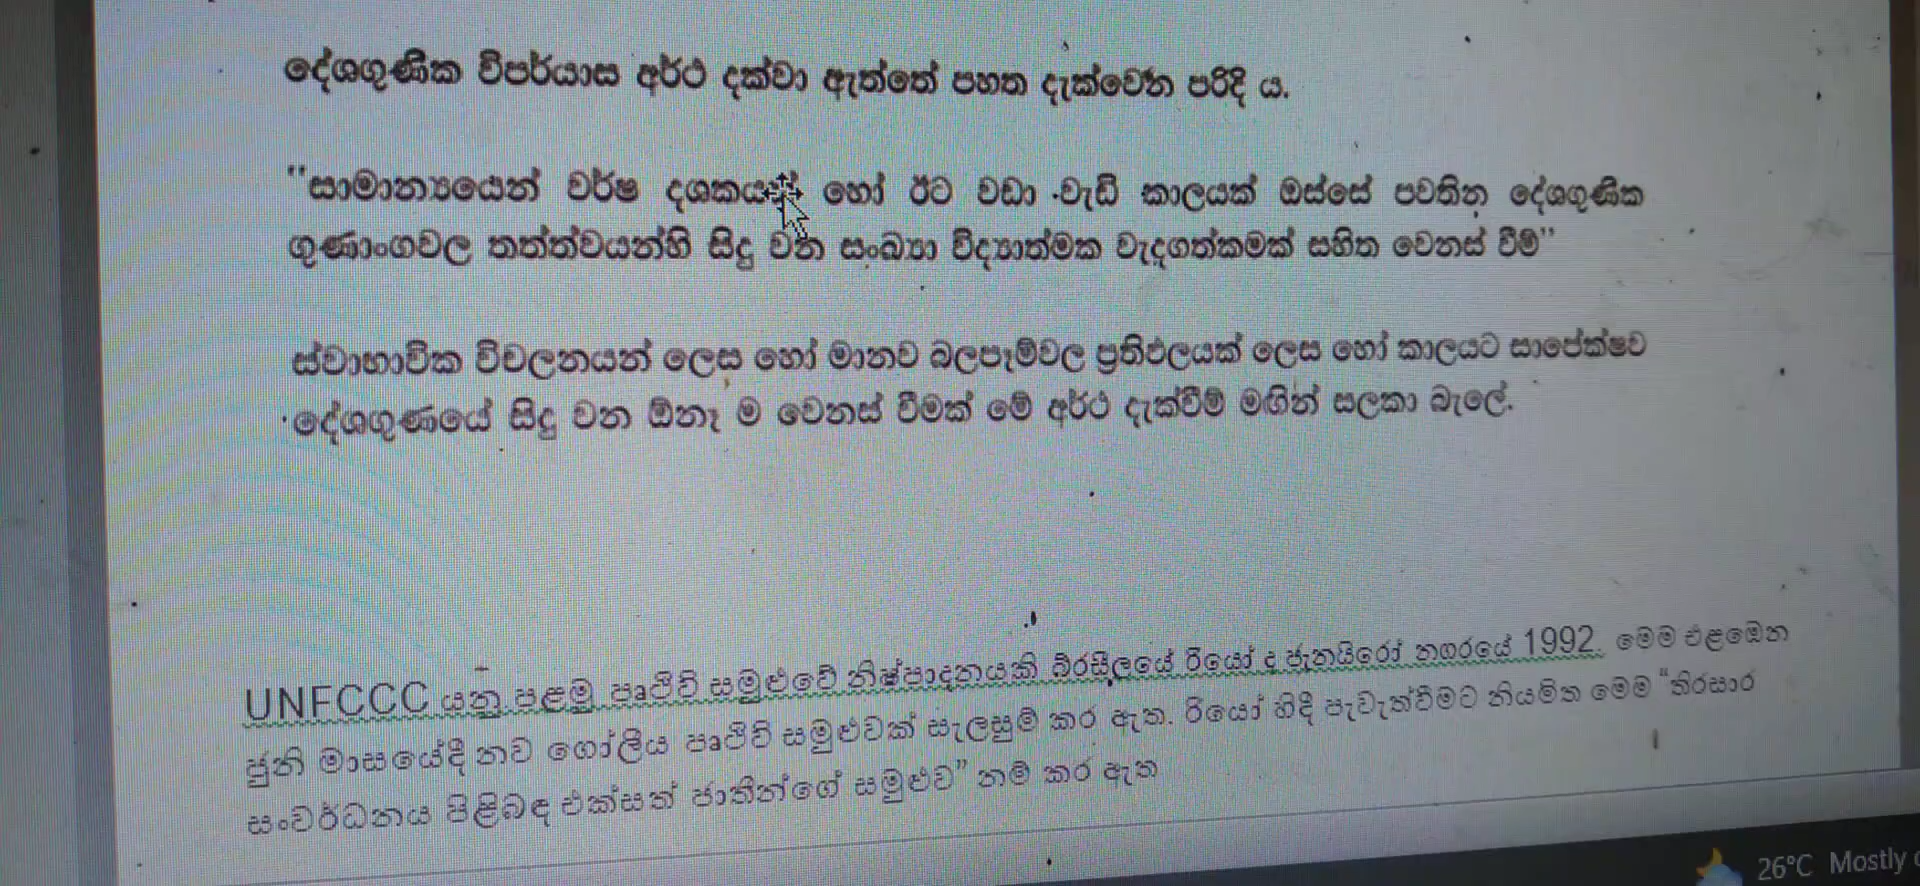 දේශගුණික විපර්යාස අර්ථ දක්වා ඇත්තේ පහත දැක්වෙන පරිදි ය.
"සාමාන්‍යයෙන් වර්ෂ දශකයක් හෝ ඊට වඩා වැඩි කාලයක් ඔස්සේ පවතින දේශගුණික
ගුණාංගවල තත්ත්වයන්හි සිදු වන සංඛ්‍යා විද්‍යාත්මක වැදගත්කමක් සහිත වෙනස් වීම්"
ස්වාභාවික විචලනයන් ලෙස හෝ මානව බලපෑම්වල ප්‍රතිඵලයක් ලෙස හෝ කාලයට සාපේක්ෂව
දේශගුණයේ සිදු වන ඕනෑ ම වෙනස් වීමක් මේ අර්ථ දැක්වීම් මඟින් සලකා බැලේ.
UNFCCC යනු පළමු පෘථිවි සමුළුවේ නිෂ්පාදනයකි බ්රසීලයේ රියෝ ද ජැනයිරෝ නගරයේ 1992. මෙම එළඹෙන
ජුනි මාසයේදී නව ගෝලීය පෘථිවි සමුළුවක් සැලසුම් කර ඇත. රියෝ හිදී පැවැත්වීමට නියමිත මෙම "තිරසාර
සංවර්ධනය පිළිබඳ එක්සත් ජාතීන්ගේ සමුළුව" නම් කර ඇත
26°C Mostly